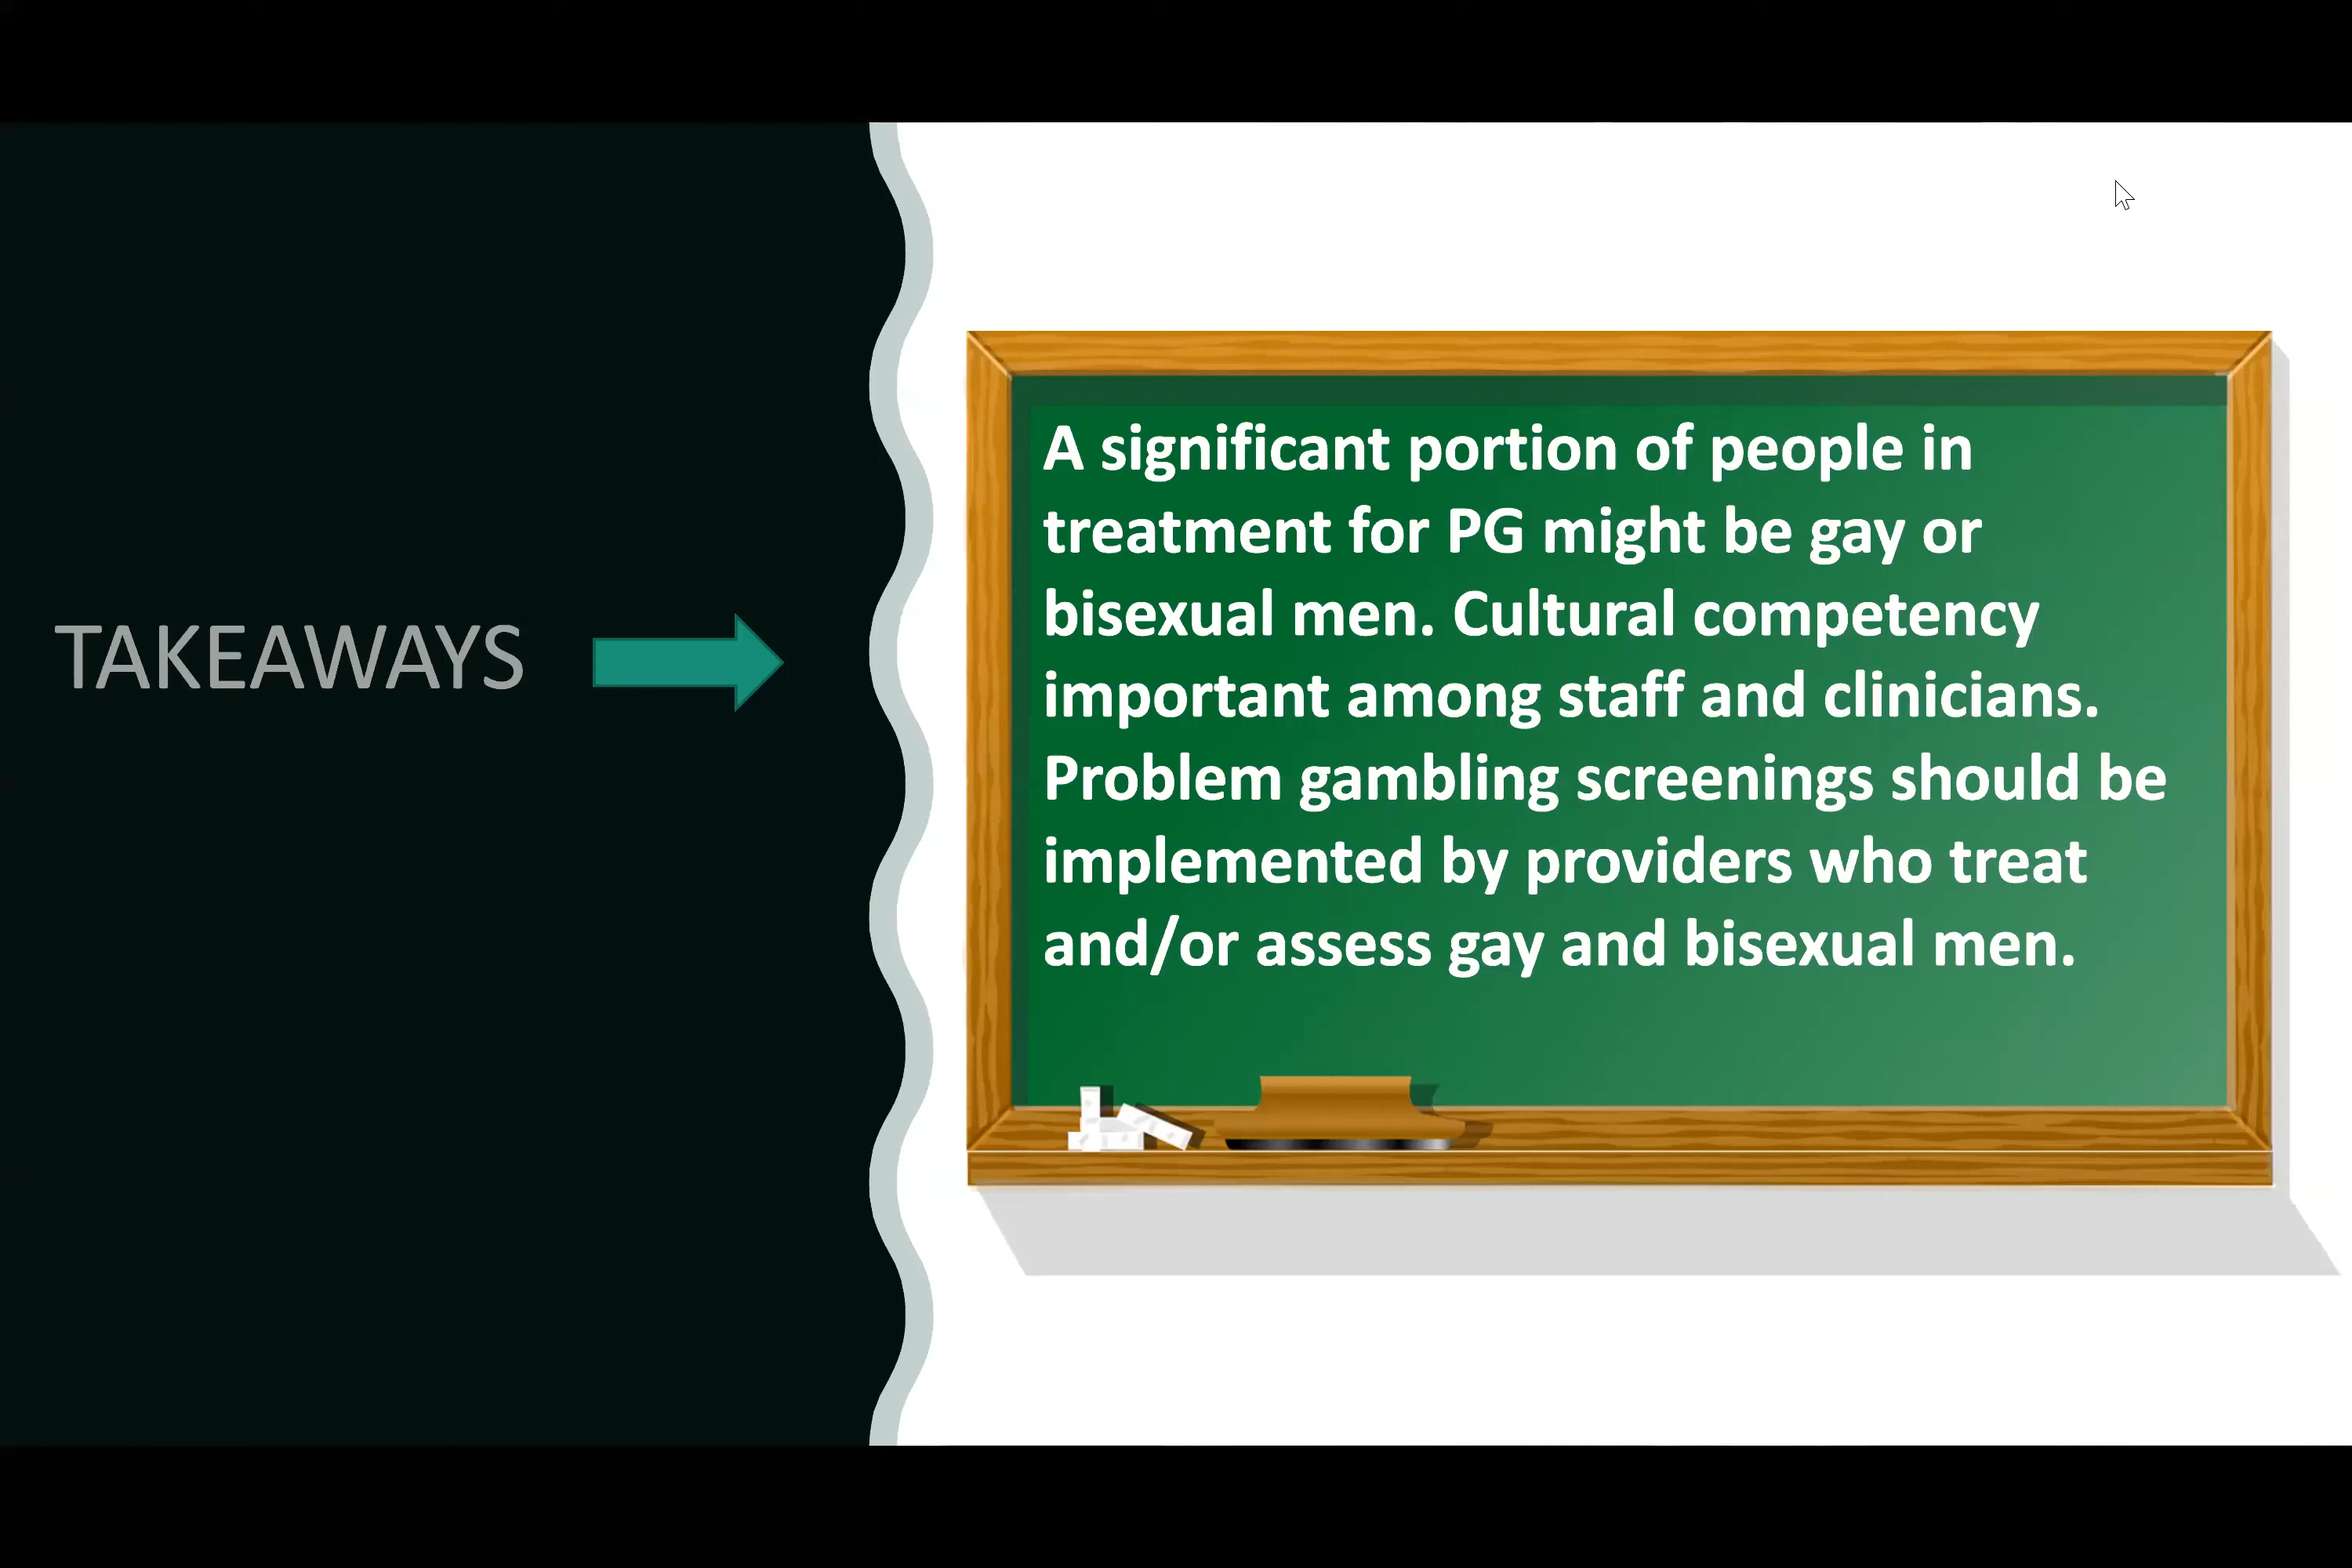 TAKEAWAYS
A significant portion of people in
treatment for PG might be gay or
bisexual men. Cultural competency
important among staff and clinicians.
Problem gambling screenings should be
implemented by providers who treat
and/or assess gay and bisexual men.